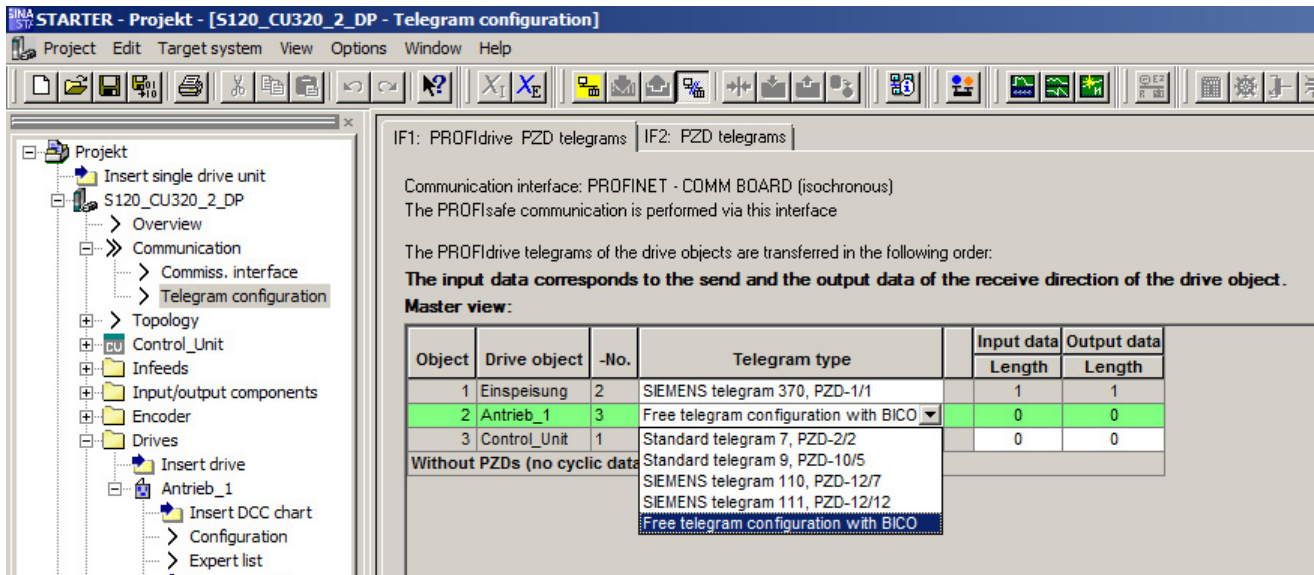 STARTER - Projekt - [S120_CU320_2_DP - Telegram configuration]
Project Edit Target system View Options Window Help
Projekt
Insert single drive unit
S120_CU320_2_DP
Overview
Communication
Commiss. interface
Telegram configuration
Topology
Control_Unit
Infeeds
Input/output components
Encoder
Drives
Insert drive
Antrieb_1
Insert DCC chart
Configuration
Expert list
IF1: PROFIdrive PZD telegrams IF2: PZD telegrams
Communication interface: PROFINET - COMM BOARD (isochronous)
The PROFIsafe communication is performed via this interface
The PROFIdrive telegrams of the drive objects are transferred in the following order:
The input data corresponds to the send and the output data of the receive direction of the drive object.
Master view:
Object Drive object -No. Telegram type Input data Output data
Length Length
1 Einspeisung 2 SIEMENS telegram 370, PZD-1/1 1 1
2 Antrieb_1 3 Free telegram configuration with BICO 0 0
3 Control_Unit 1 Standard telegram 7, PZD-2/2 0 0
Without PZDs (no cyclic data Standard telegram 9, PZD-10/5
SIEMENS telegram 110, PZD-12/7
SIEMENS telegram 111, PZD-12/12
Free telegram configuration with BICO